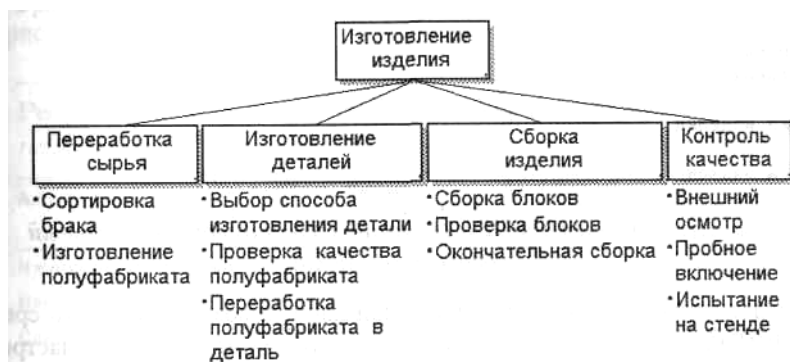 Изготовление
изделия
Переработка
сырья
Изготовление
деталей
Сборка
изделия
Контроль
качества
•Сортировка
брака
•Изготовление
полуфабриката
•Выбор способа
изготовления детали
•Проверка качества
полуфабриката
•Переработка
полуфабриката в
деталь
•Сборка блоков
•Проверка блоков
•Окончательная сборка
•Внешний
осмотр
•Пробное
включение
•Испытание
на стенде